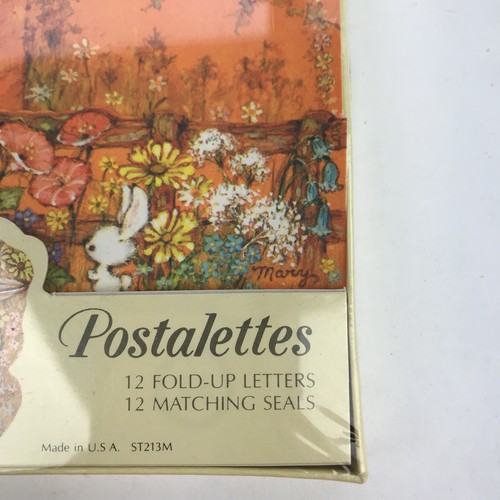 Mary
Postalettes
12 FOLD-UP LETTERS
12 MATCHING SEALS
Made in U.S.A. ST213M